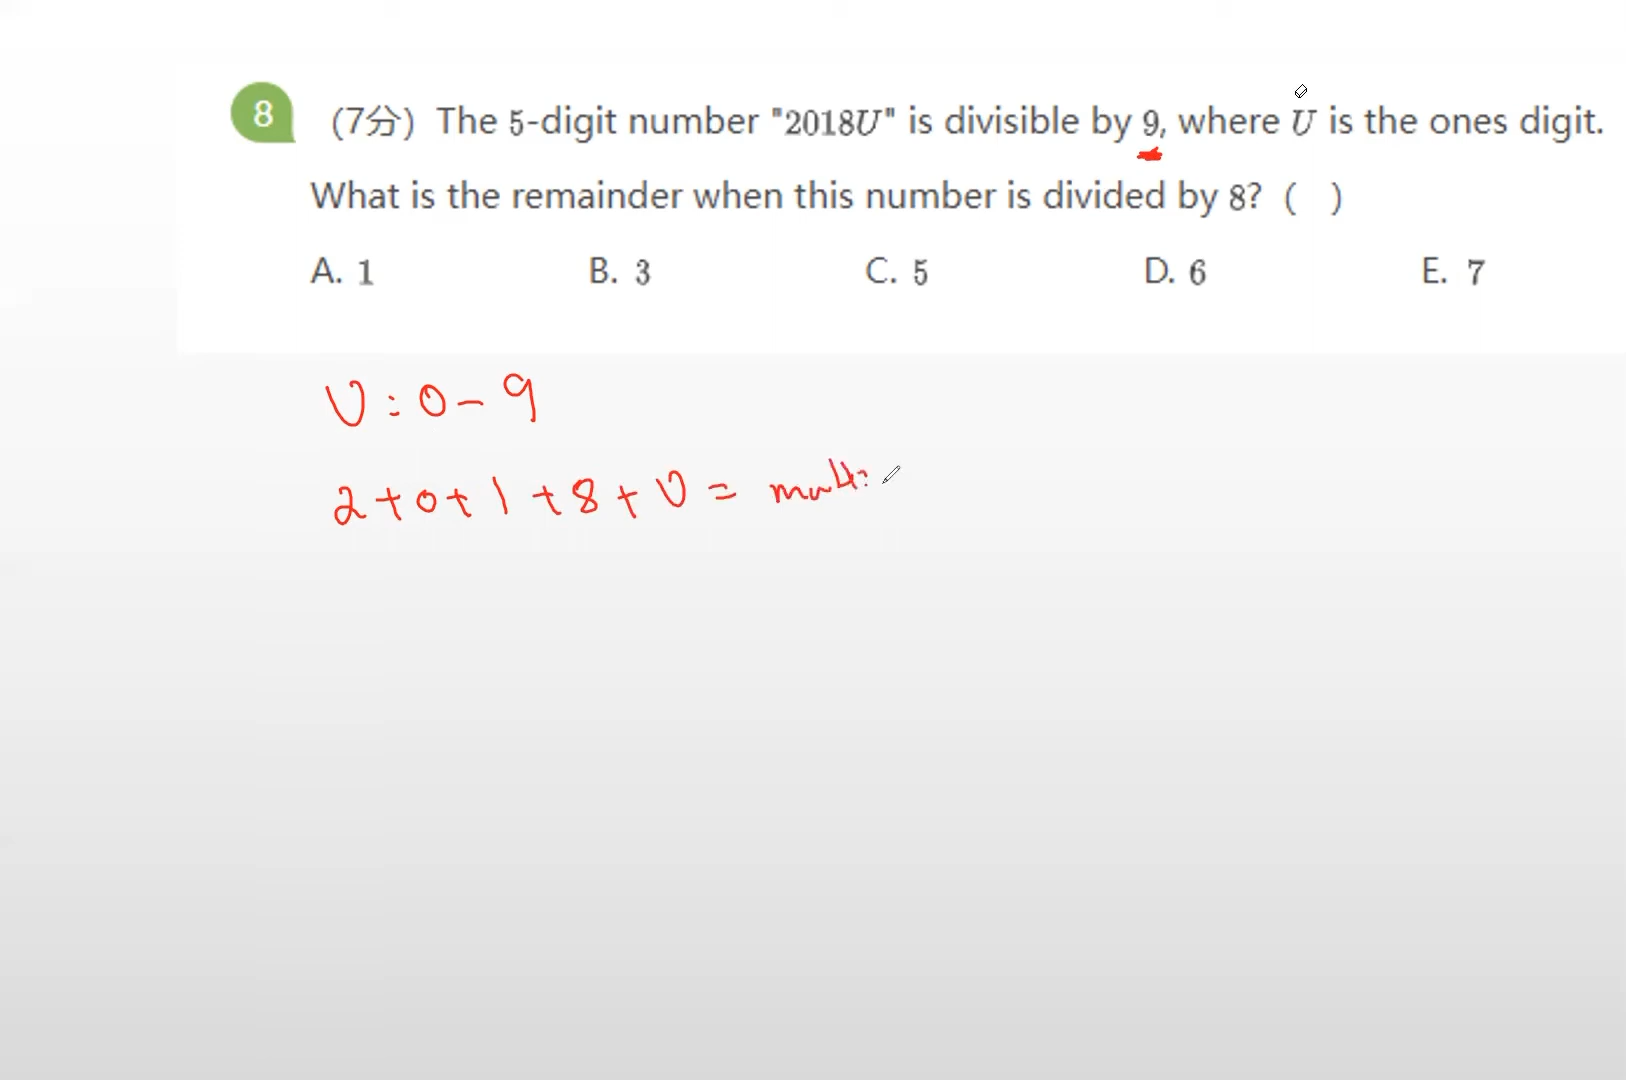 8 (7分) The 5-digit number "2018U" is divisible by 9, where U is the ones digit.
What is the remainder when this number is divided by 8? ( )
A. 1 B. 3 C. 5 D. 6 E. 7
U : 0 - 9
2 + 0 + 1 + 8 + U = multi